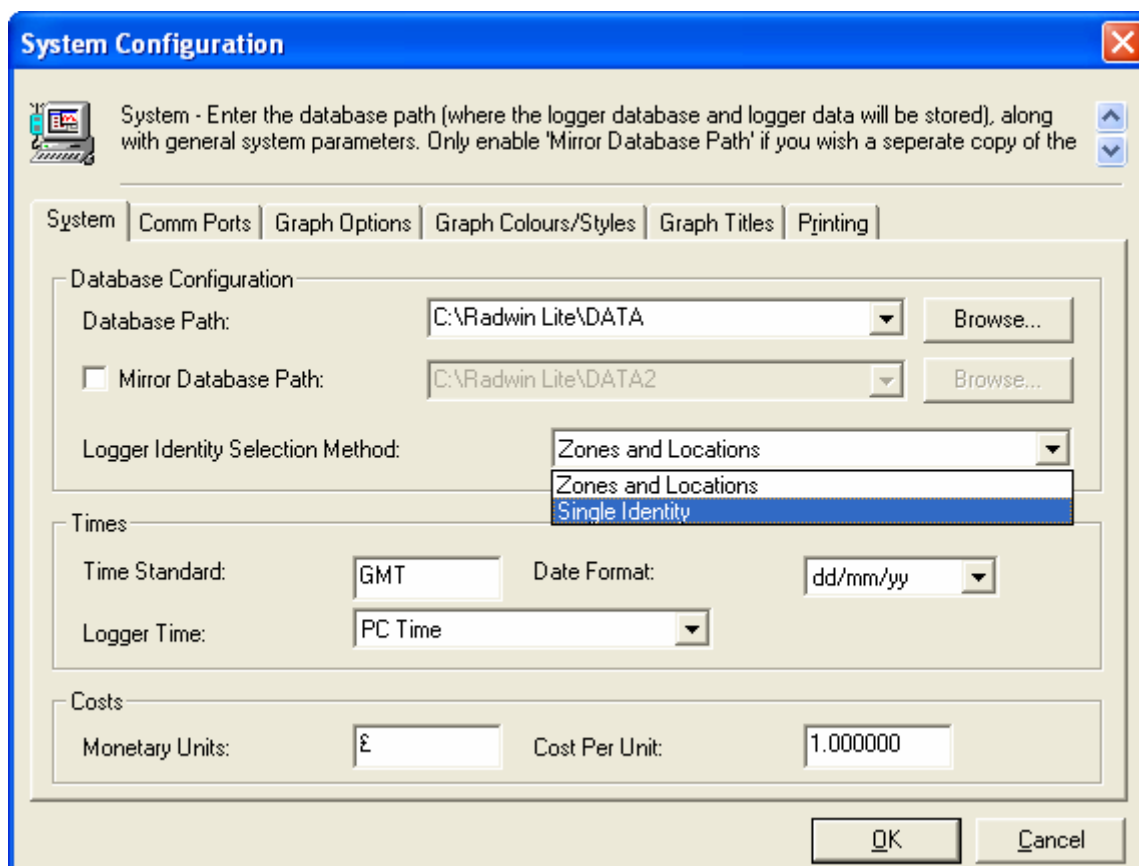 System Configuration
System - Enter the database path (where the logger database and logger data will be stored), along
with general system parameters. Only enable 'Mirror Database Path' if you wish a seperate copy of the
System Comm Ports Graph Options Graph Colours/Styles Graph Titles Printing
Database Configuration
Database Path: C:\Radwin Lite\DATA Browse...
Mirror Database Path: C:\Radwin Lite\DATA2 Browse...
Logger Identity Selection Method: Zones and Locations
Zones and Locations
Single Identity
Times
Time Standard: GMT Date Format: dd/mm/yy
Logger Time: PC Time
Costs
Monetary Units: £ Cost Per Unit: 1.000000
OK Cancel